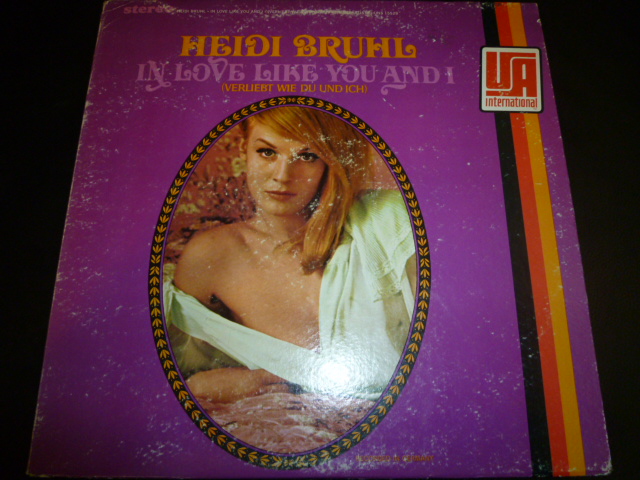 stereo
HEIDI BRUHL
IN LOVE LIKE YOU AND I
(VERLIEBT WIE DU UND ICH)
UA
international